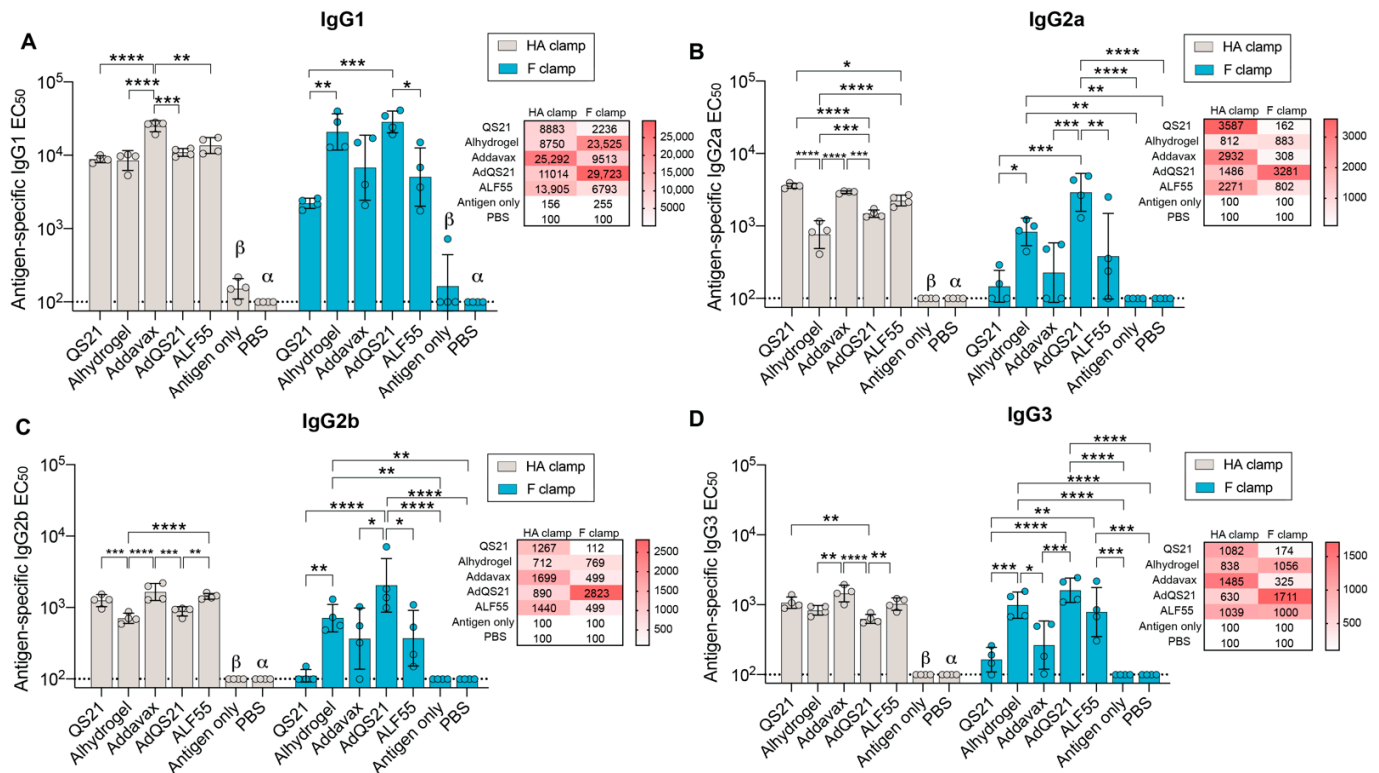 IgG1
A
Antigen-specific IgG1 EC50
10^5
10^4
10^3
10^2
**** **
****
***
***
**
*
β α
β α
HA clamp
F clamp
HA clamp F clamp
QS21 8883 2236
Alhydrogel 8750 23,525
Addavax 25,292 9513
AdQS21 11014 29,723
ALF55 13,905 6793
Antigen only 156 255
PBS 100 100
25,000
20,000
15,000
10,000
5000
QS21 Alhydrogel Addavax AdQS21 ALF55 Antigen only PBS QS21 Alhydrogel Addavax AdQS21 ALF55 Antigen only PBS
IgG2a
B
Antigen-specific IgG2a EC50
10^5
10^4
10^3
10^2
*
****
****
***
**** **** ***
****
****
**
**
*** **
***
*
β α
HA clamp
F clamp
HA clamp F clamp
QS21 3587 162
Alhydrogel 812 883
Addavax 2932 308
AdQS21 1486 3281
ALF55 2271 802
Antigen only 100 100
PBS 100 100
3000
2000
1000
QS21 Alhydrogel Addavax AdQS21 ALF55 Antigen only PBS QS21 Alhydrogel Addavax AdQS21 ALF55 Antigen only PBS
IgG2b
C
Antigen-specific IgG2b EC50
10^5
10^4
10^3
10^2
****
*** **** *** **
**
**
****
****
****
* *
**
β α
HA clamp
F clamp
HA clamp F clamp
QS21 1267 112
Alhydrogel 712 769
Addavax 1699 499
AdQS21 890 2823
ALF55 1440 499
Antigen only 100 100
PBS 100 100
2500
2000
1500
1000
500
QS21 Alhydrogel Addavax AdQS21 ALF55 Antigen only PBS QS21 Alhydrogel Addavax AdQS21 ALF55 Antigen only PBS
IgG3
D
Antigen-specific IgG3 EC50
10^5
10^4
10^3
10^2
**
** **** **
****
****
****
****
**
****
***
***
***
*** *
β α
HA clamp
F clamp
HA clamp F clamp
QS21 1082 174
Alhydrogel 838 1056
Addavax 1485 325
AdQS21 630 1711
ALF55 1039 1000
Antigen only 100 100
PBS 100 100
1500
1000
500
QS21 Alhydrogel Addavax AdQS21 ALF55 Antigen only PBS QS21 Alhydrogel Addavax AdQS21 ALF55 Antigen only PBS